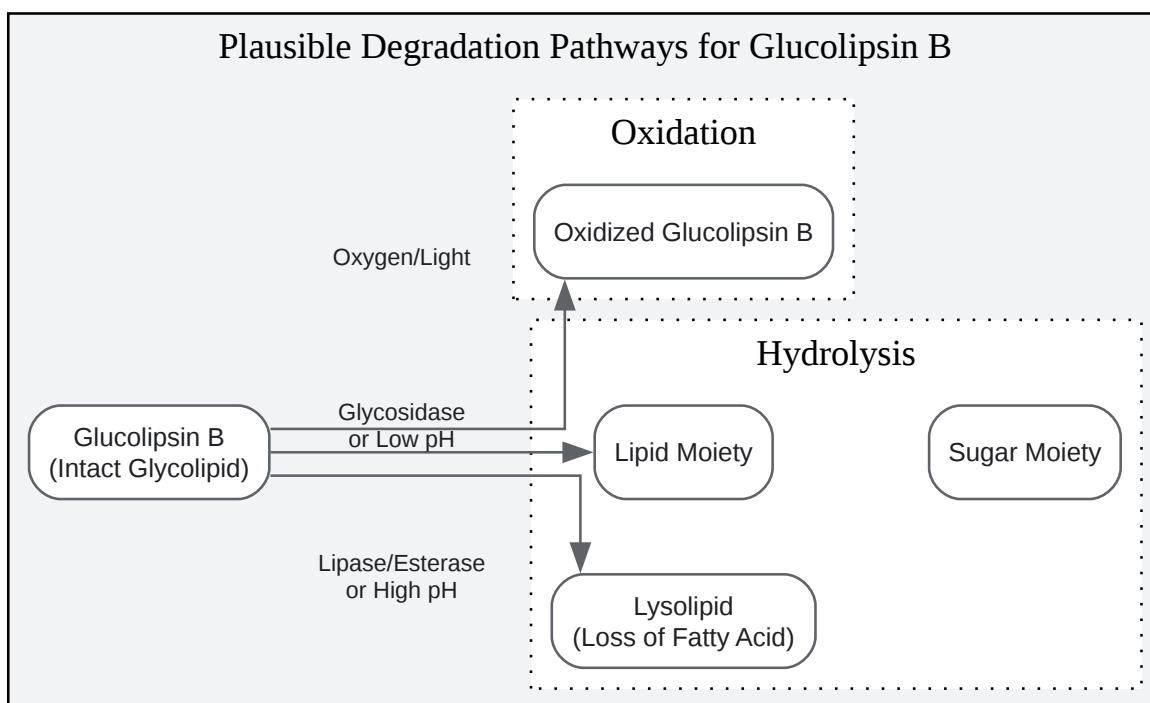 Plausible Degradation Pathways for Glucolipsin B
Oxidation
Oxidized Glucolipsin B
Oxygen/Light
Hydrolysis
Glucolipsin B
(Intact Glycolipid)
Glycosidase
or Low pH
Lipid Moiety
Sugar Moiety
Lipase/Esterase
or High pH
Lysolipid
(Loss of Fatty Acid)